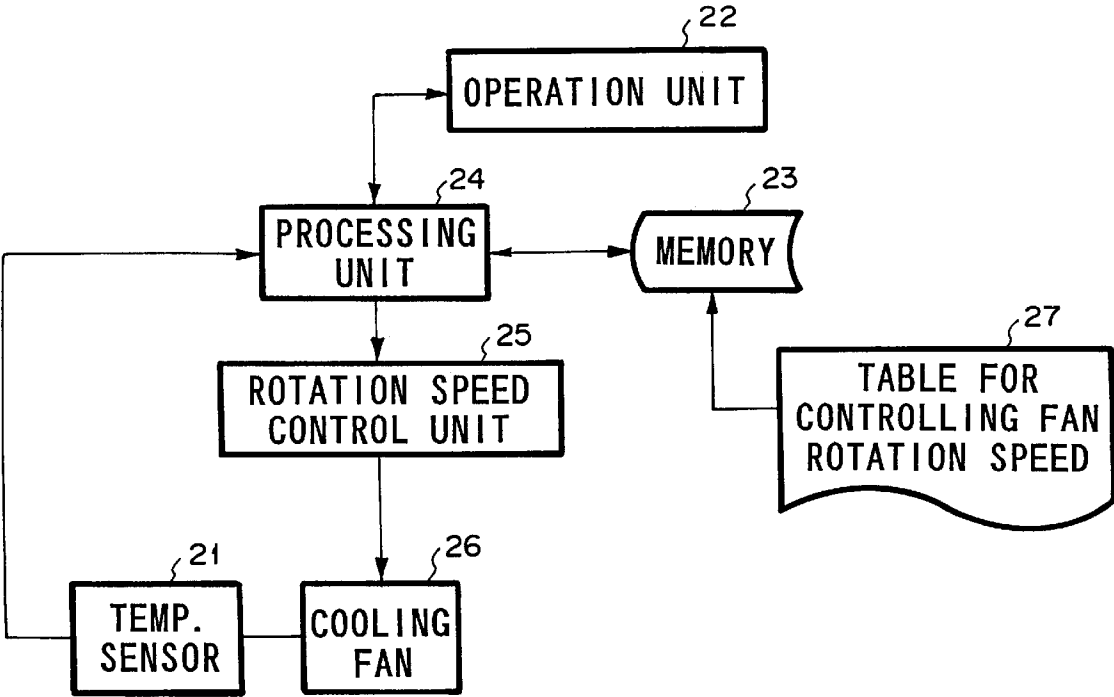 22
OPERATION UNIT
24
PROCESSING
UNIT
23
MEMORY
25
ROTATION SPEED
CONTROL UNIT
27
TABLE FOR
CONTROLLING FAN
ROTATION SPEED
21
TEMP.
SENSOR
26
COOLING
FAN